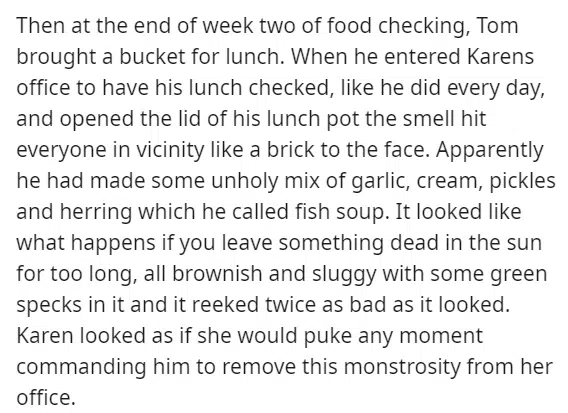 Then at the end of week two of food checking, Tom
brought a bucket for lunch. When he entered Karens
office to have his lunch checked, like he did every day,
and opened the lid of his lunch pot the smell hit
everyone in vicinity like a brick to the face. Apparently
he had made some unholy mix of garlic, cream, pickles
and herring which he called fish soup. It looked like
what happens if you leave something dead in the sun
for too long, all brownish and sluggy with some green
specks in it and it reeked twice as bad as it looked.
Karen looked as if she would puke any moment
commanding him to remove this monstrosity from her
office.